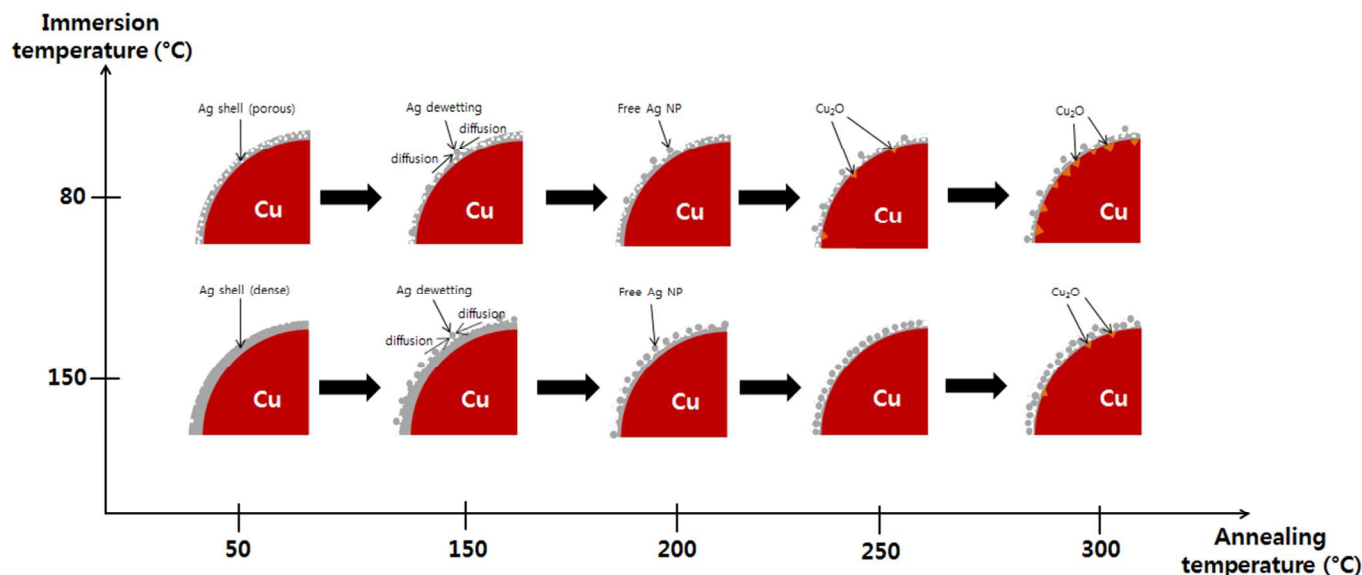 Immersion
temperature (°C)
Ag shell (porous)
Ag dewetting
diffusion
diffusion
Free Ag NP
Cu₂O
Cu₂O
80
Cu
Cu
Cu
Cu
Cu
Ag shell (dense)
Ag dewetting
diffusion
diffusion
Free Ag NP
Cu₂O
150
Cu
Cu
Cu
Cu
Cu
50
150
200
250
300
Annealing
temperature (°C)